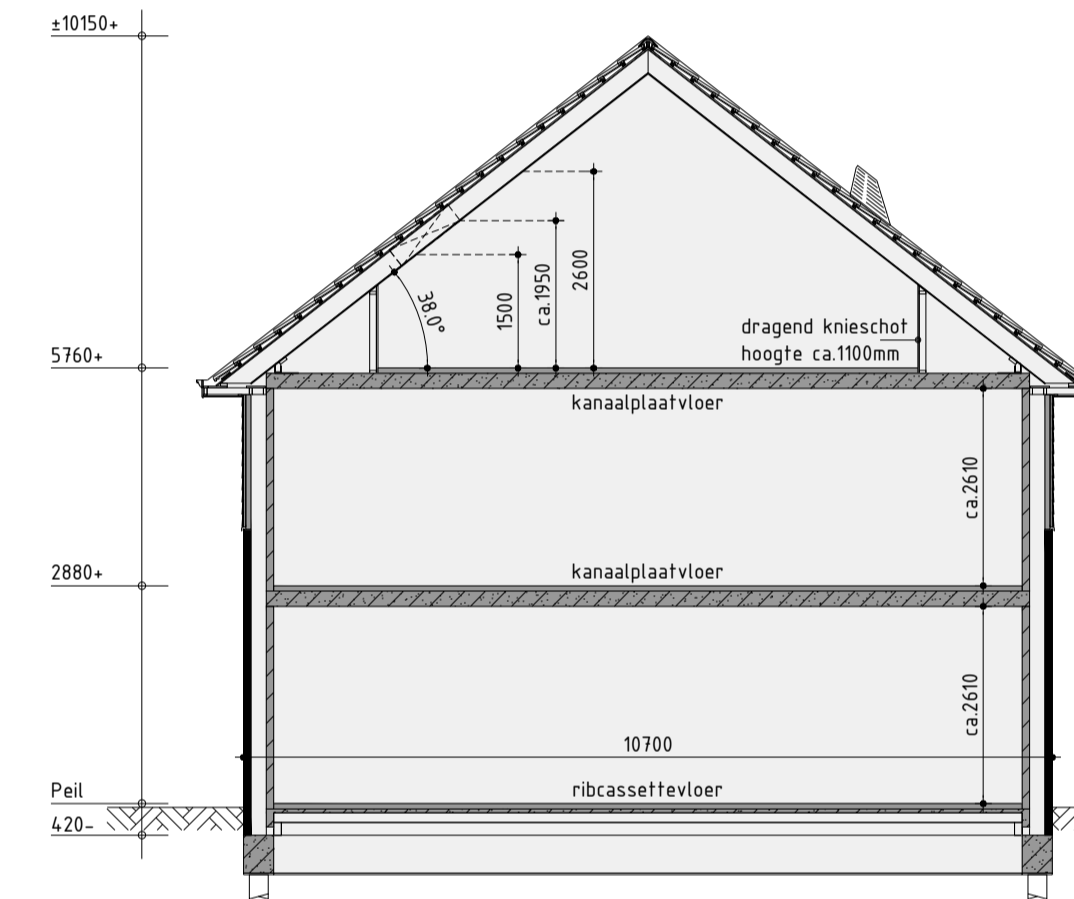 ±10150+
2600
ca.1950
1500
38.0°
dragend knieschot
hoogte ca.1100mm
5760+
kanaalplaatvloer
ca.2610
2880+
kanaalplaatvloer
ca.2610
10700
Peil
ribcassettevloer
420-